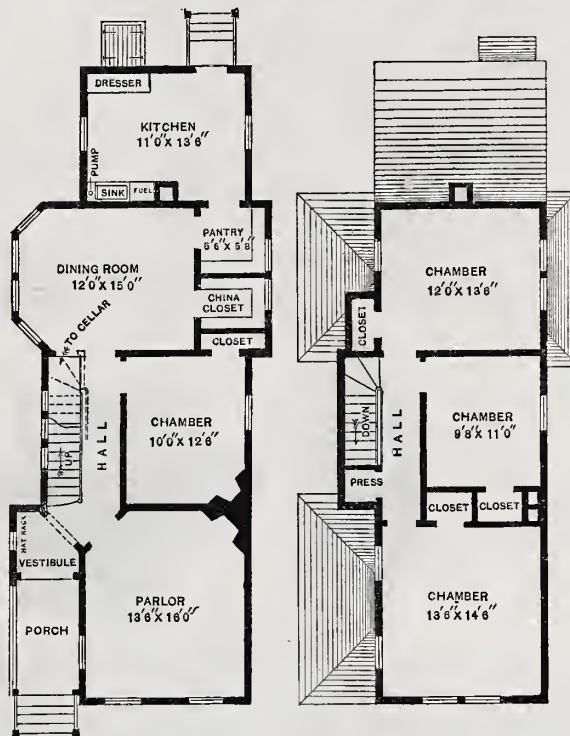 DRESSER
KITCHEN
11'0" X 13'6"
PUMP
SINK
FUEL
PANTRY
6'6" X 5'8"
DINING ROOM
12'0" X 15'0"
CHINA
CLOSET
TO CELLAR
CLOSET
CHAMBER
10'0" X 12'6"
HALL
UP
HAT RACK
VESTIBULE
PARLOR
13'6" X 16'0"
PORCH
CHAMBER
12'0" X 13'6"
CLOSET
DOWN
HALL
CHAMBER
9'8" X 11'0"
PRESS
CLOSET
CLOSET
CHAMBER
13'6" X 14'6"